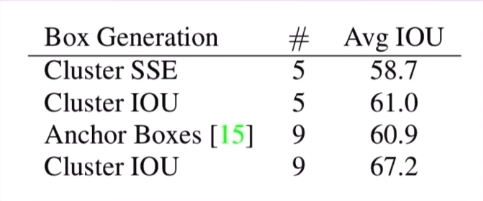 Box Generation # Avg IOU
Cluster SSE 5 58.7
Cluster IOU 5 61.0
Anchor Boxes [15] 9 60.9
Cluster IOU 9 67.2